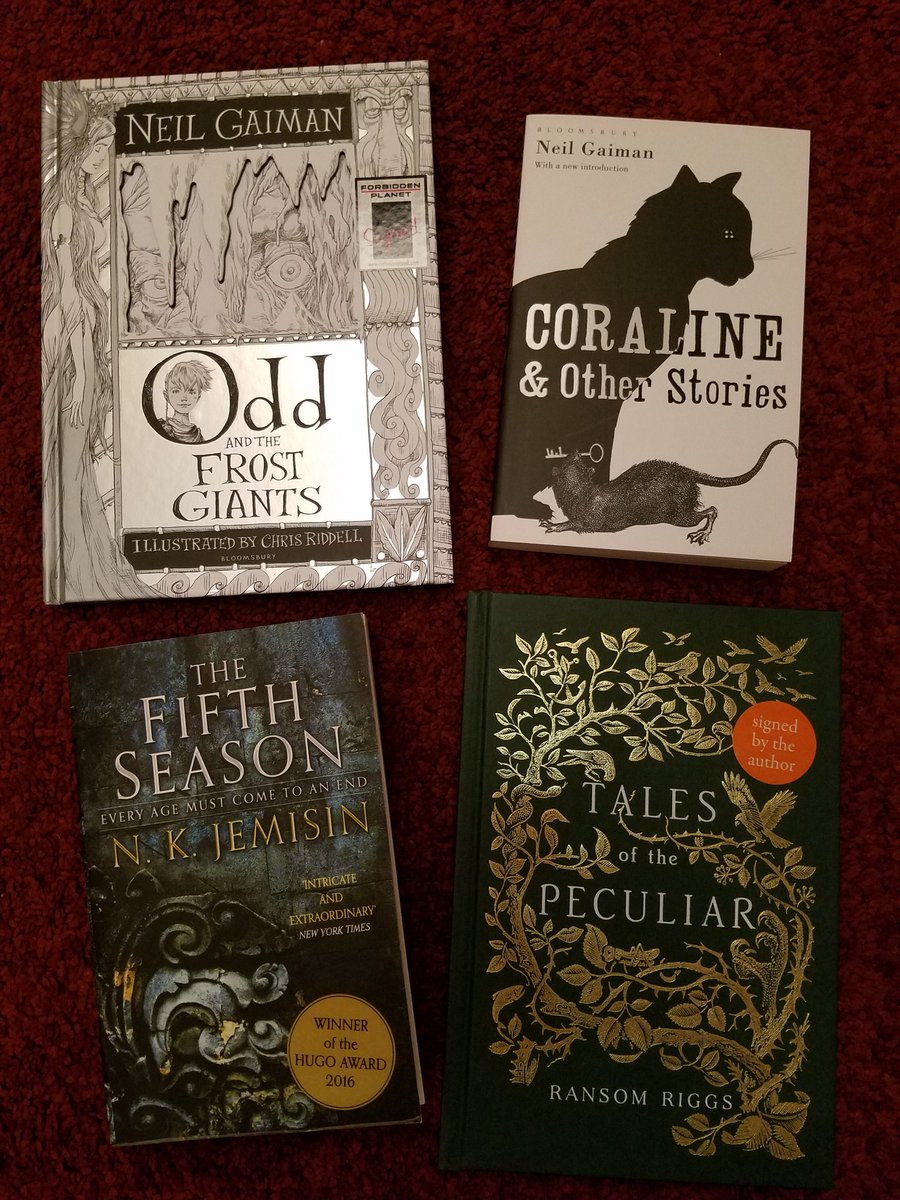 NEIL GAIMAN
FORBIDDEN
PLANET
Signed
Odd
AND THE
FROST
GIANTS
ILLUSTRATED BY CHRIS RIDDELL
BLOOMSBURY
BLOOMSBURY
Neil Gaiman
With a new introduction
CORALINE
& Other Stories
THE
FIFTH
SEASON
EVERY AGE MUST COME TO AN END
N. K. JEMISIN
'INTRICATE
AND
EXTRAORDINARY'
NEW YORK TIMES
WINNER
of the
HUGO AWARD
2016
signed
by the
author
TALES
of the
PECULIAR
RANSOM RIGGS